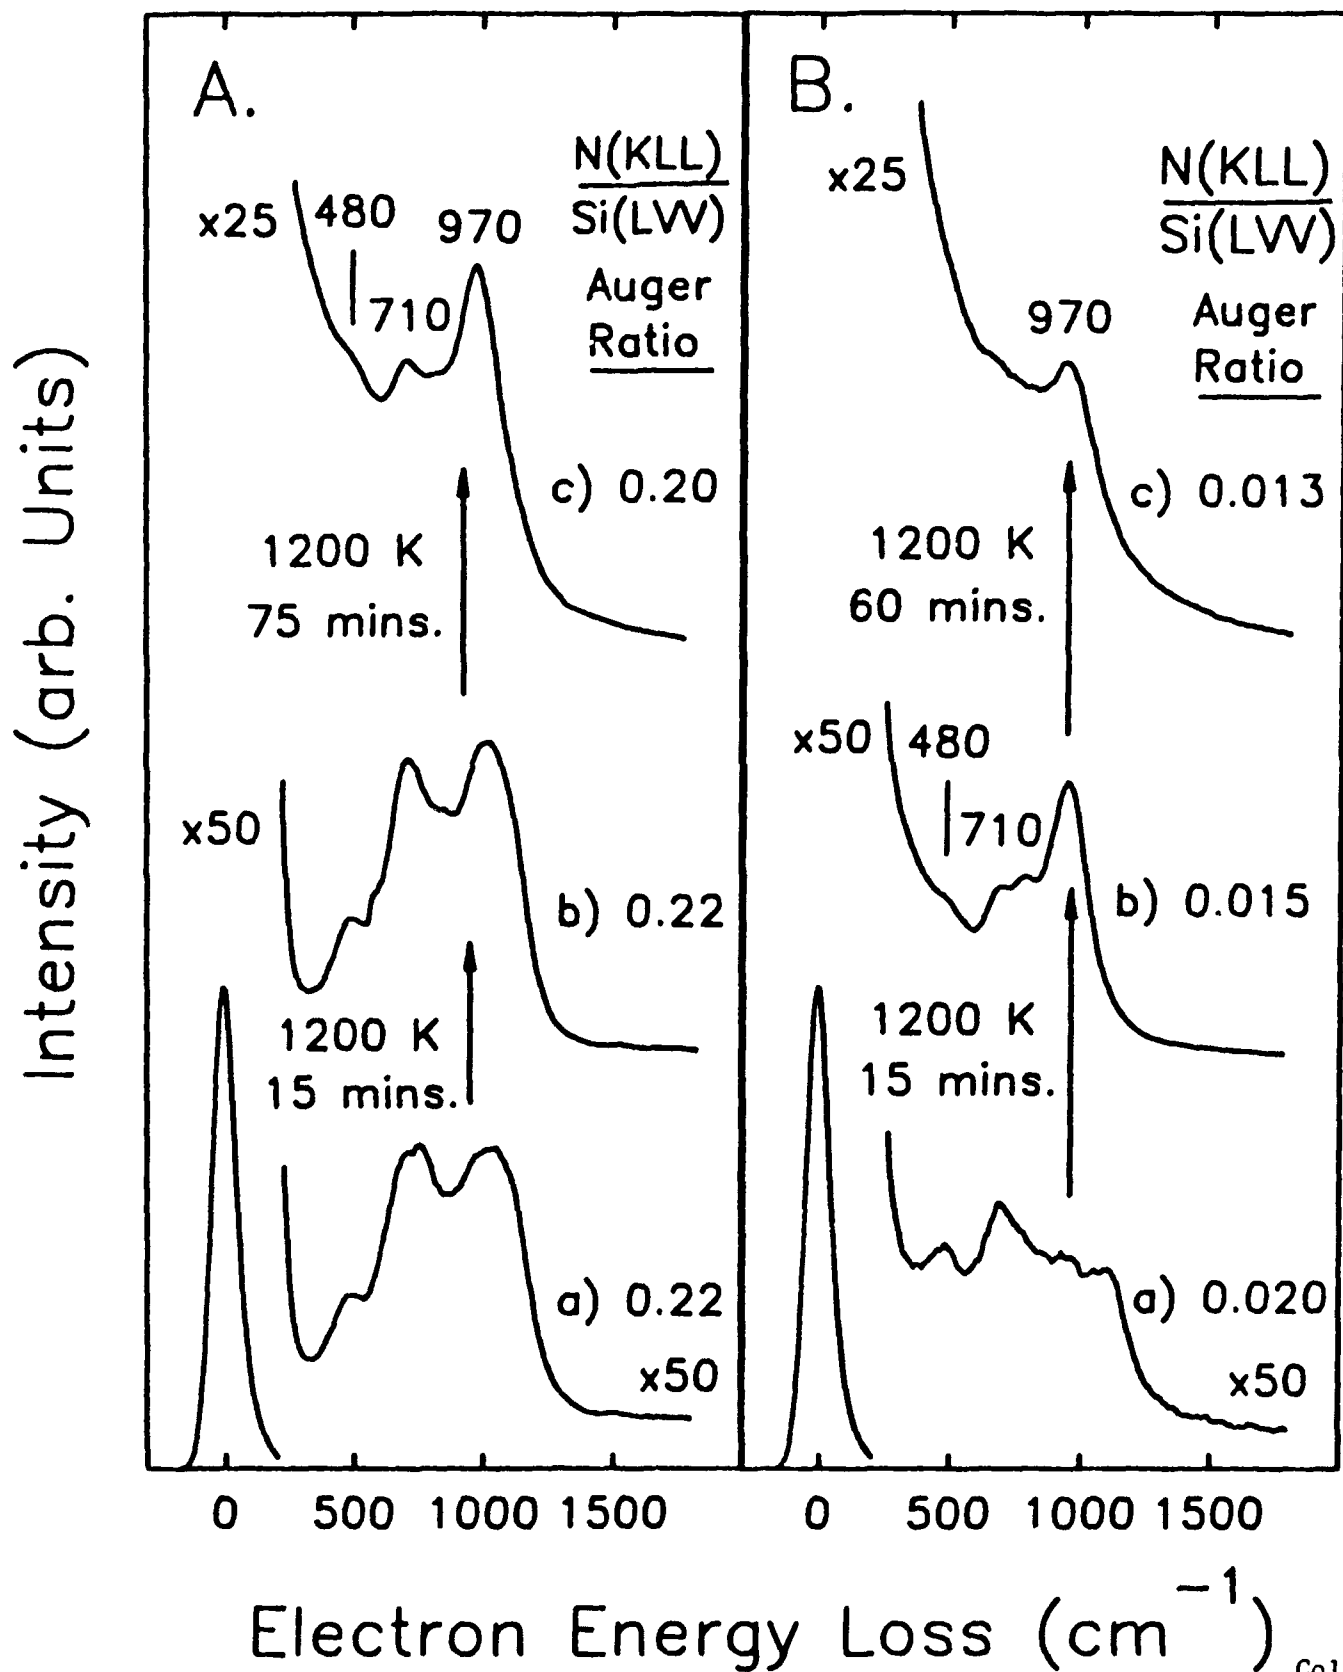 A.
N(KLL)
Si(LVV)
Auger
Ratio
x25
480
970
710
c) 0.20
1200 K
75 mins.
x50
b) 0.22
1200 K
15 mins.
a) 0.22
x50
B.
x25
N(KLL)
Si(LVV)
Auger
Ratio
970
c) 0.013
1200 K
60 mins.
x50
480
710
b) 0.015
1200 K
15 mins.
a) 0.020
x50
Intensity (arb. Units)
0 500 1000 1500
0 500 1000 1500
Electron Energy Loss (cm⁻¹)